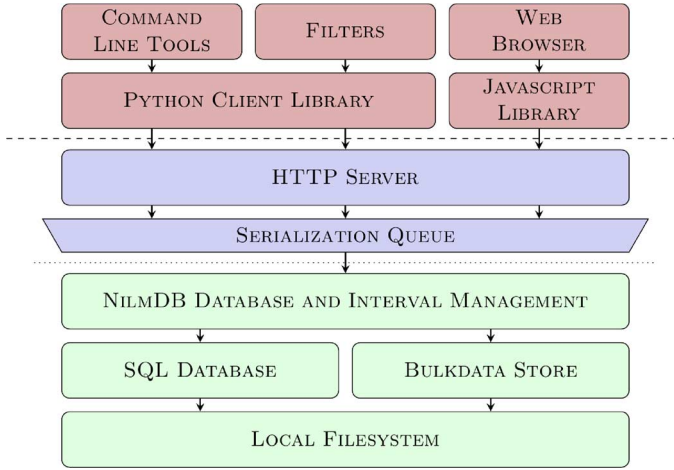 COMMAND
LINE TOOLS
FILTERS
WEB
BROWSER
PYTHON CLIENT LIBRARY
JAVASCRIPT
LIBRARY
HTTP SERVER
SERIALIZATION QUEUE
NILMDB DATABASE AND INTERVAL MANAGEMENT
SQL DATABASE
BULKDATA STORE
LOCAL FILESYSTEM